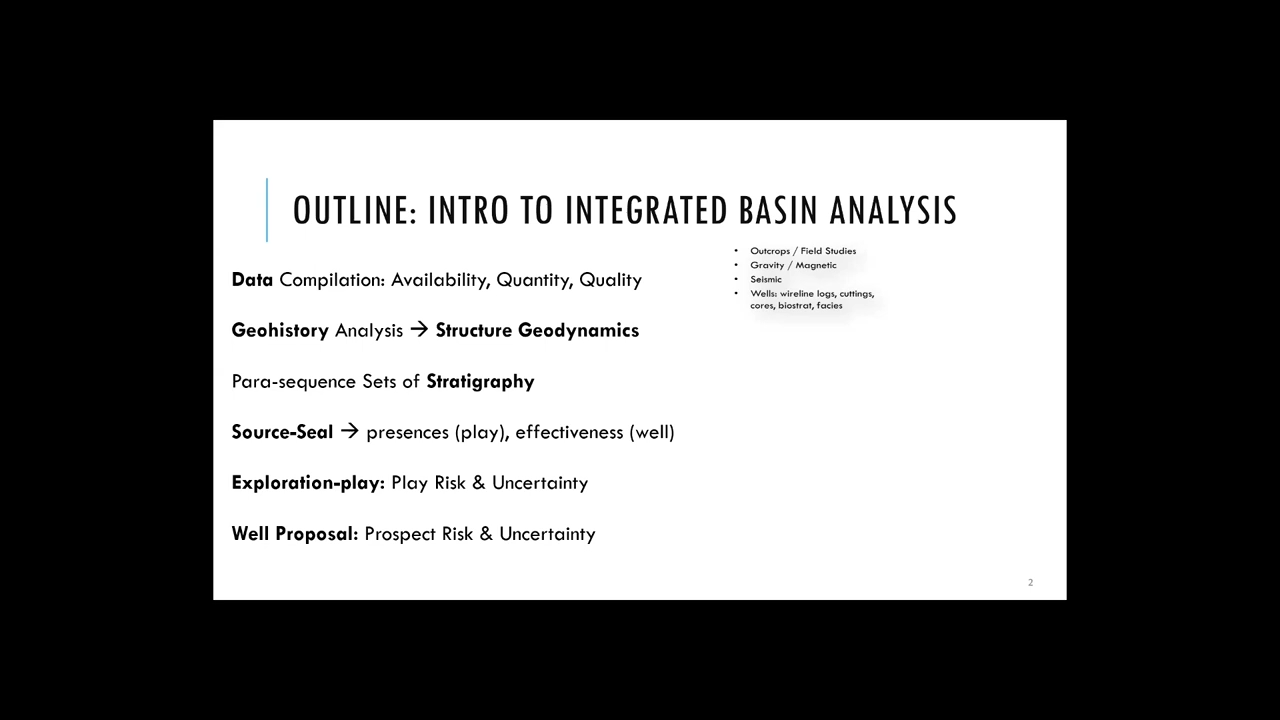 OUTLINE: INTRO TO INTEGRATED BASIN ANALYSIS
Data Compilation: Availability, Quantity, Quality
• Outcrops / Field Studies
• Gravity / Magnetic
• Seismic
• Wells: wireline logs, cuttings,
cores, biostrat, facies
Geohistory Analysis → Structure Geodynamics
Para-sequence Sets of Stratigraphy
Source-Seal → presences (play), effectiveness (well)
Exploration-play: Play Risk & Uncertainty
Well Proposal: Prospect Risk & Uncertainty
2